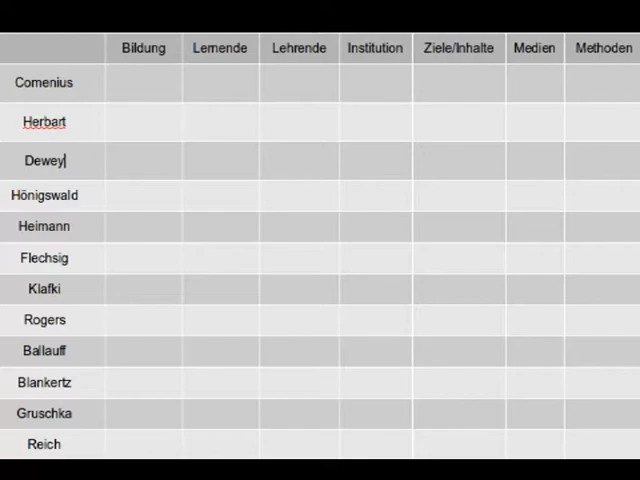 Bildung Lernende Lehrende Institution Ziele/Inhalte Medien Methoden
Comenius
Herbart
Dewey
Hönigswald
Heimann
Flechsig
Klafki
Rogers
Ballauff
Blankertz
Gruschka
Reich